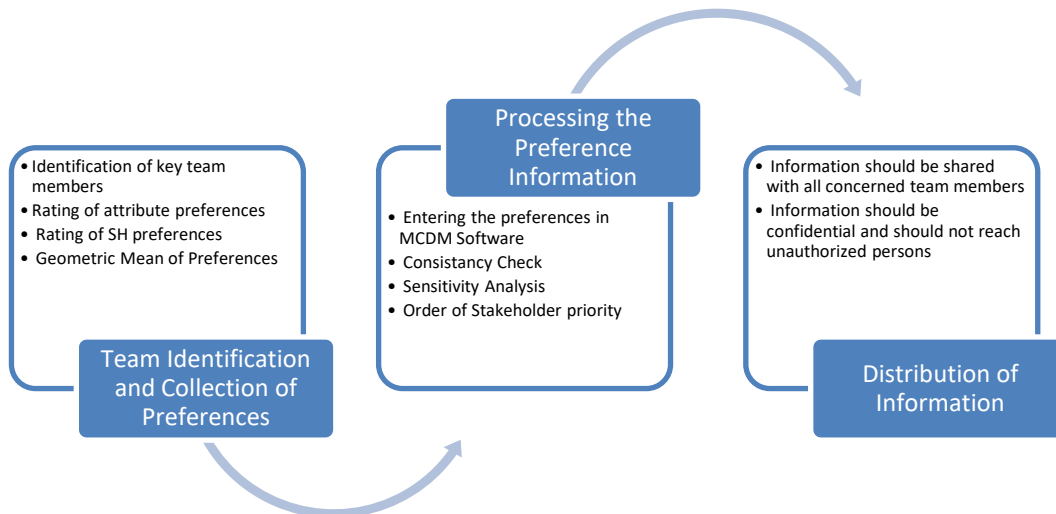 • Identification of key team
members
• Rating of attribute preferences
• Rating of SH preferences
• Geometric Mean of Preferences
Team Identification
and Collection of
Preferences
Processing the
Preference
Information
• Entering the preferences in
MCDM Software
• Consistancy Check
• Sensitivity Analysis
• Order of Stakeholder priority
• Information should be shared
with all concerned team members
• Information should be
confidential and should not reach
unauthorized persons
Distribution of
Information